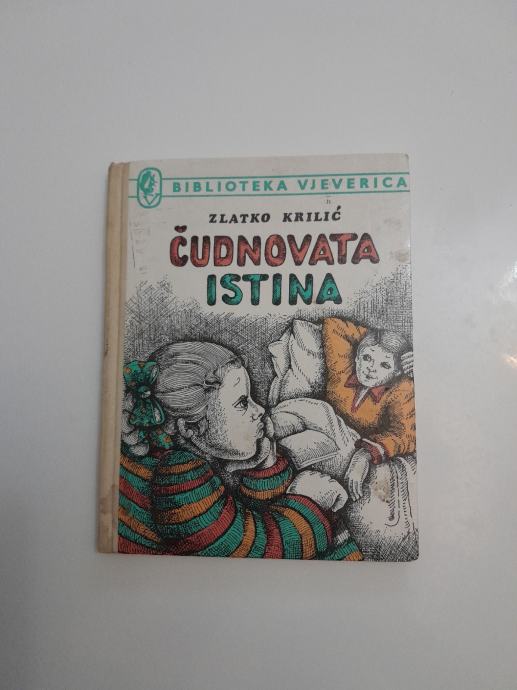 BIBLIOTEKA VJEVERICA
ZLATKO KRILIĆ
ČUDNOVATA
ISTINA